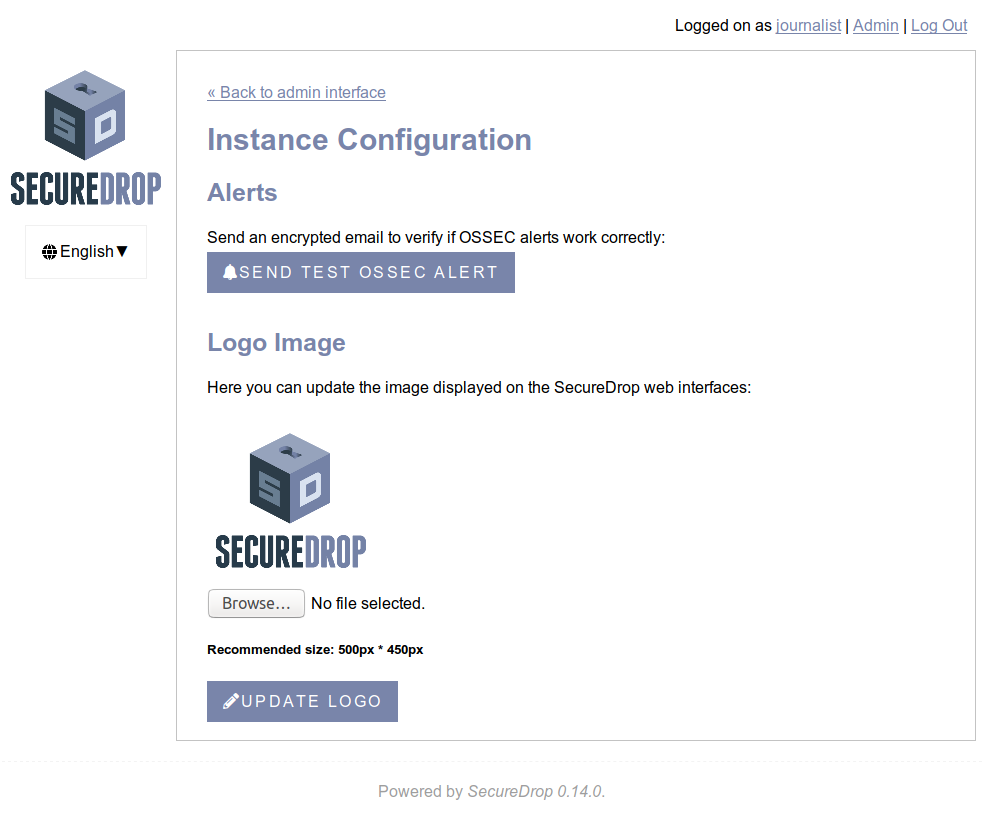 Logged on as journalist | Admin | Log Out
SECUREDROP
English▼
« Back to admin interface
Instance Configuration
Alerts
Send an encrypted email to verify if OSSEC alerts work correctly:
SEND TEST OSSEC ALERT
Logo Image
Here you can update the image displayed on the SecureDrop web interfaces:
S D
SECUREDROP
Browse... No file selected.
Recommended size: 500px * 450px
UPDATE LOGO
Powered by SecureDrop 0.14.0.